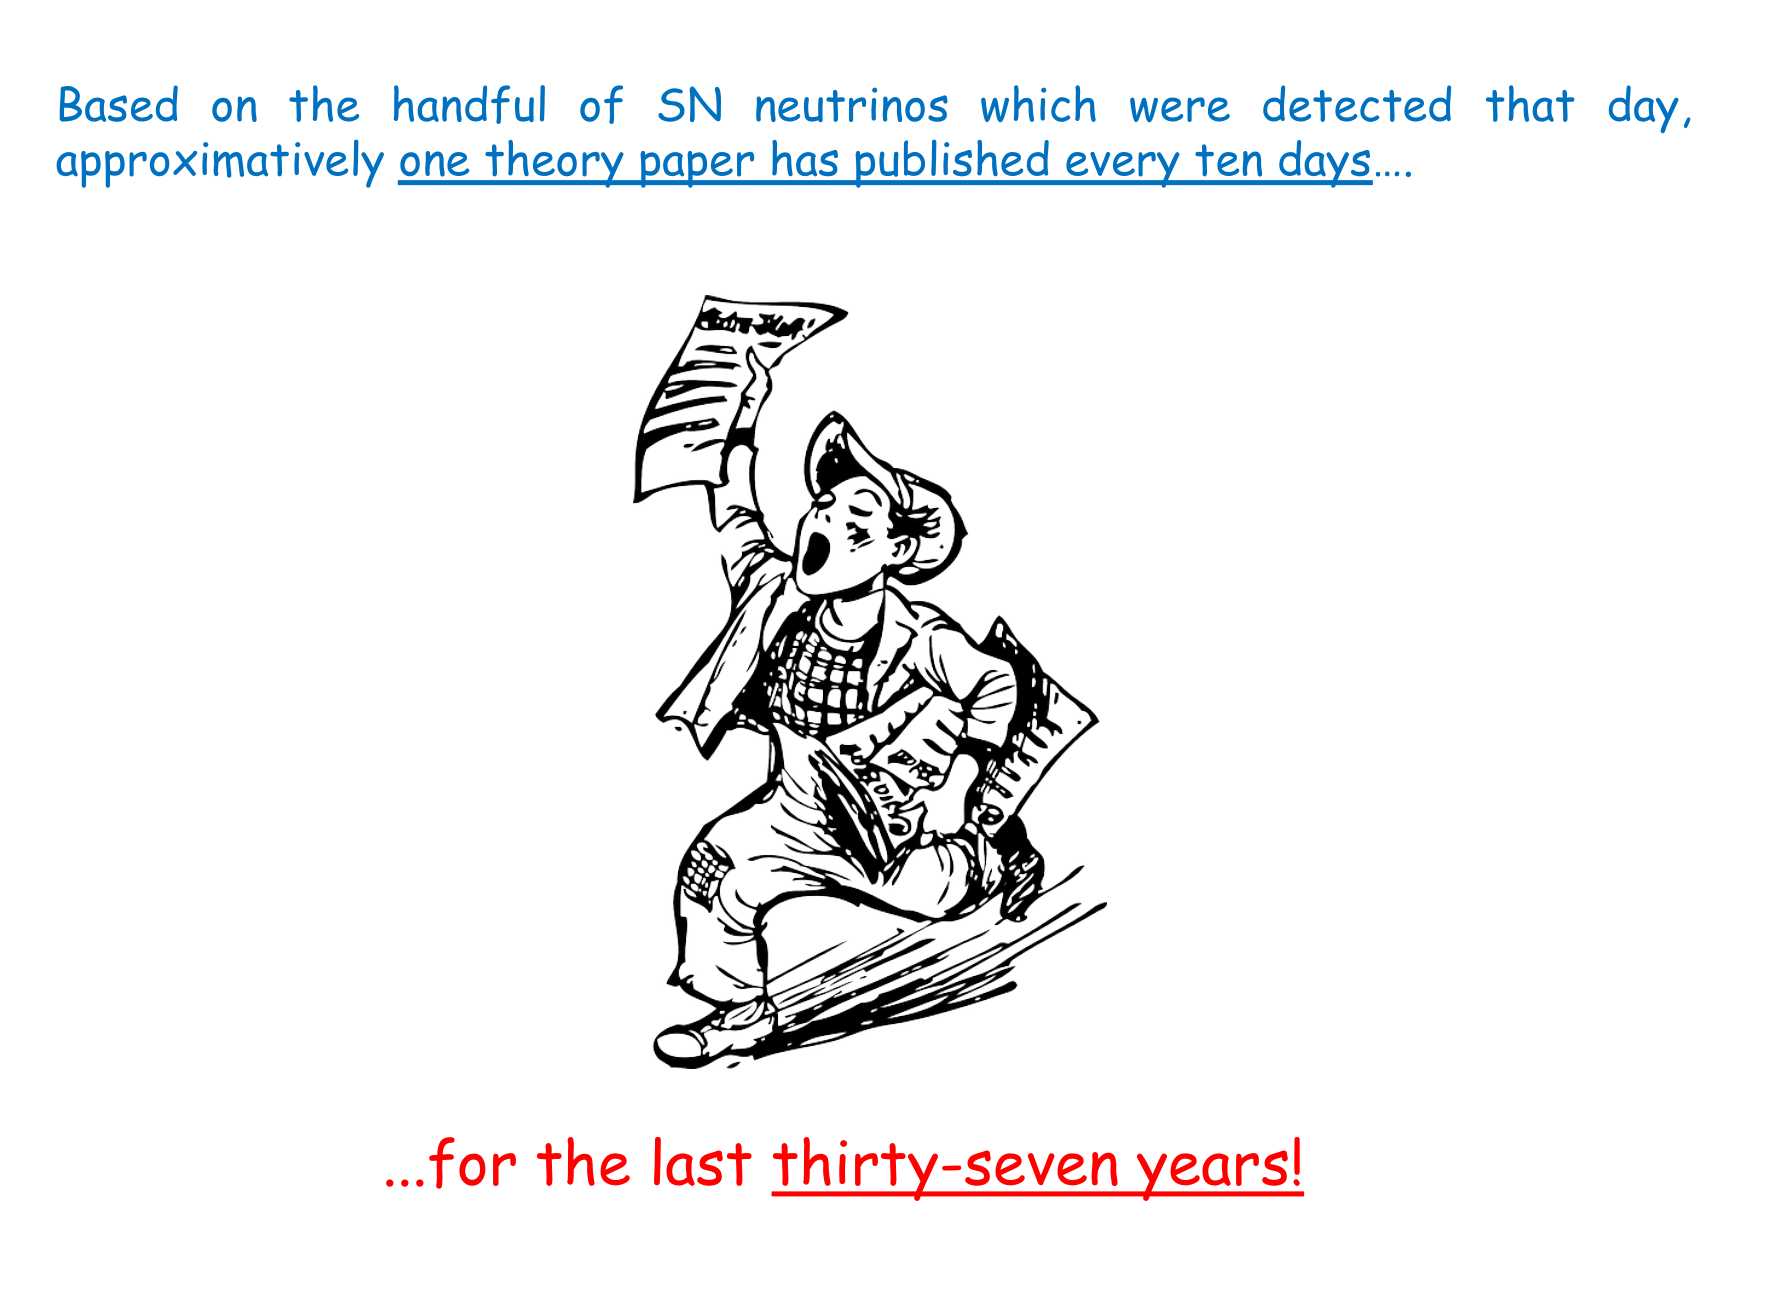 Based on the handful of SN neutrinos which were detected that day,
approximatively one theory paper has published every ten days....
...for the last thirty-seven years!